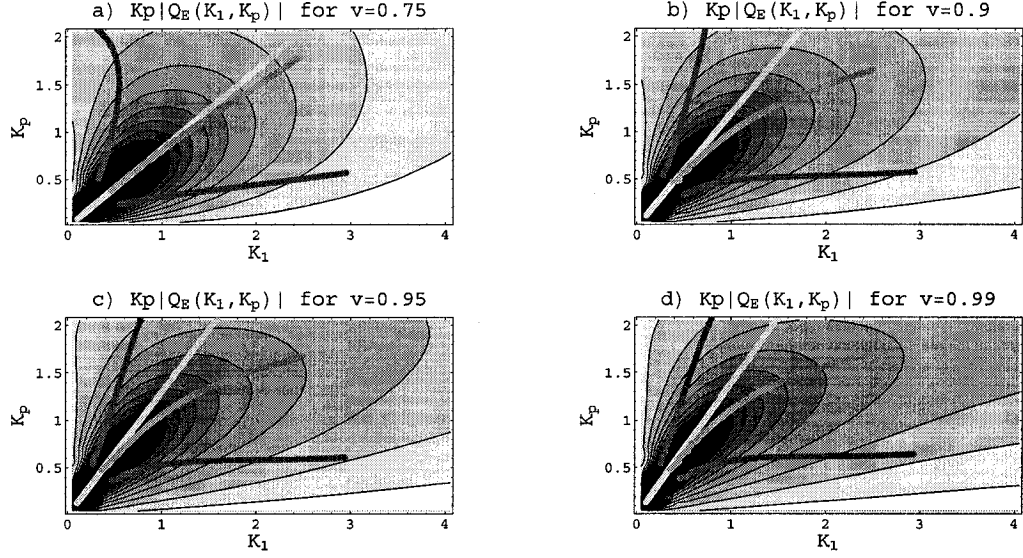 a) Kp|Q_E(K_1,K_p)| for v=0.75
2
1.5
1
0.5
K_p
0 1 2 3 4
K_1
b) Kp|Q_E(K_1,K_p)| for v=0.9
2
1.5
1
0.5
K_p
0 1 2 3 4
K_1
c) Kp|Q_E(K_1,K_p)| for v=0.95
2
1.5
1
0.5
K_p
0 1 2 3 4
K_1
d) Kp|Q_E(K_1,K_p)| for v=0.99
2
1.5
1
0.5
K_p
0 1 2 3 4
K_1